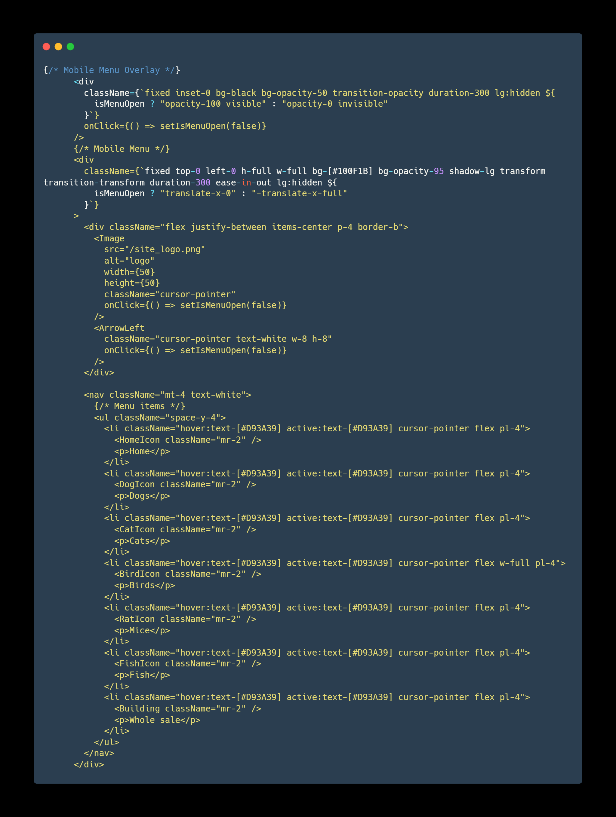 {/* Mobile Menu Overlay */}
<div
className={`fixed inset-0 bg-black bg-opacity-50 transition-opacity duration-300 lg:hidden ${
isMenuOpen ? "opacity-100 visible" : "opacity-0 invisible"
}`}
onClick={() => setIsMenuOpen(false)}
/>
{/* Mobile Menu */}
<div
className={`fixed top-0 left-0 h-full w-full bg-[#100F1B] bg-opacity-95 shadow-lg transform
transition-transform duration-300 ease-in-out lg:hidden ${
isMenuOpen ? "translate-x-0" : "-translate-x-full"
}`}
>
<div className="flex justify-between items-center p-4 border-b">
<Image
src="/site_logo.png"
alt="logo"
width={50}
height={50}
className="cursor-pointer"
onClick={() => setIsMenuOpen(false)}
/>
<ArrowLeft
className="cursor-pointer text-white w-8 h-8"
onClick={() => setIsMenuOpen(false)}
/>
</div>
<nav className="mt-4 text-white">
{/* Menu items */}
<ul className="space-y-4">
<li className="hover:text-[#D93A39] active:text-[#D93A39] cursor-pointer flex pl-4">
<HomeIcon className="mr-2" />
<p>Home</p>
</li>
<li className="hover:text-[#D93A39] active:text-[#D93A39] cursor-pointer flex pl-4">
<DogIcon className="mr-2" />
<p>Dogs</p>
</li>
<li className="hover:text-[#D93A39] active:text-[#D93A39] cursor-pointer flex pl-4">
<CatIcon className="mr-2" />
<p>Cats</p>
</li>
<li className="hover:text-[#D93A39] active:text-[#D93A39] cursor-pointer flex w-full pl-4">
<BirdIcon className="mr-2" />
<p>Birds</p>
</li>
<li className="hover:text-[#D93A39] active:text-[#D93A39] cursor-pointer flex pl-4">
<RatIcon className="mr-2" />
<p>Mice</p>
</li>
<li className="hover:text-[#D93A39] active:text-[#D93A39] cursor-pointer flex pl-4">
<FishIcon className="mr-2" />
<p>Fish</p>
</li>
<li className="hover:text-[#D93A39] active:text-[#D93A39] cursor-pointer flex pl-4">
<Building className="mr-2" />
<p>Whole sale</p>
</li>
</ul>
</nav>
</div>